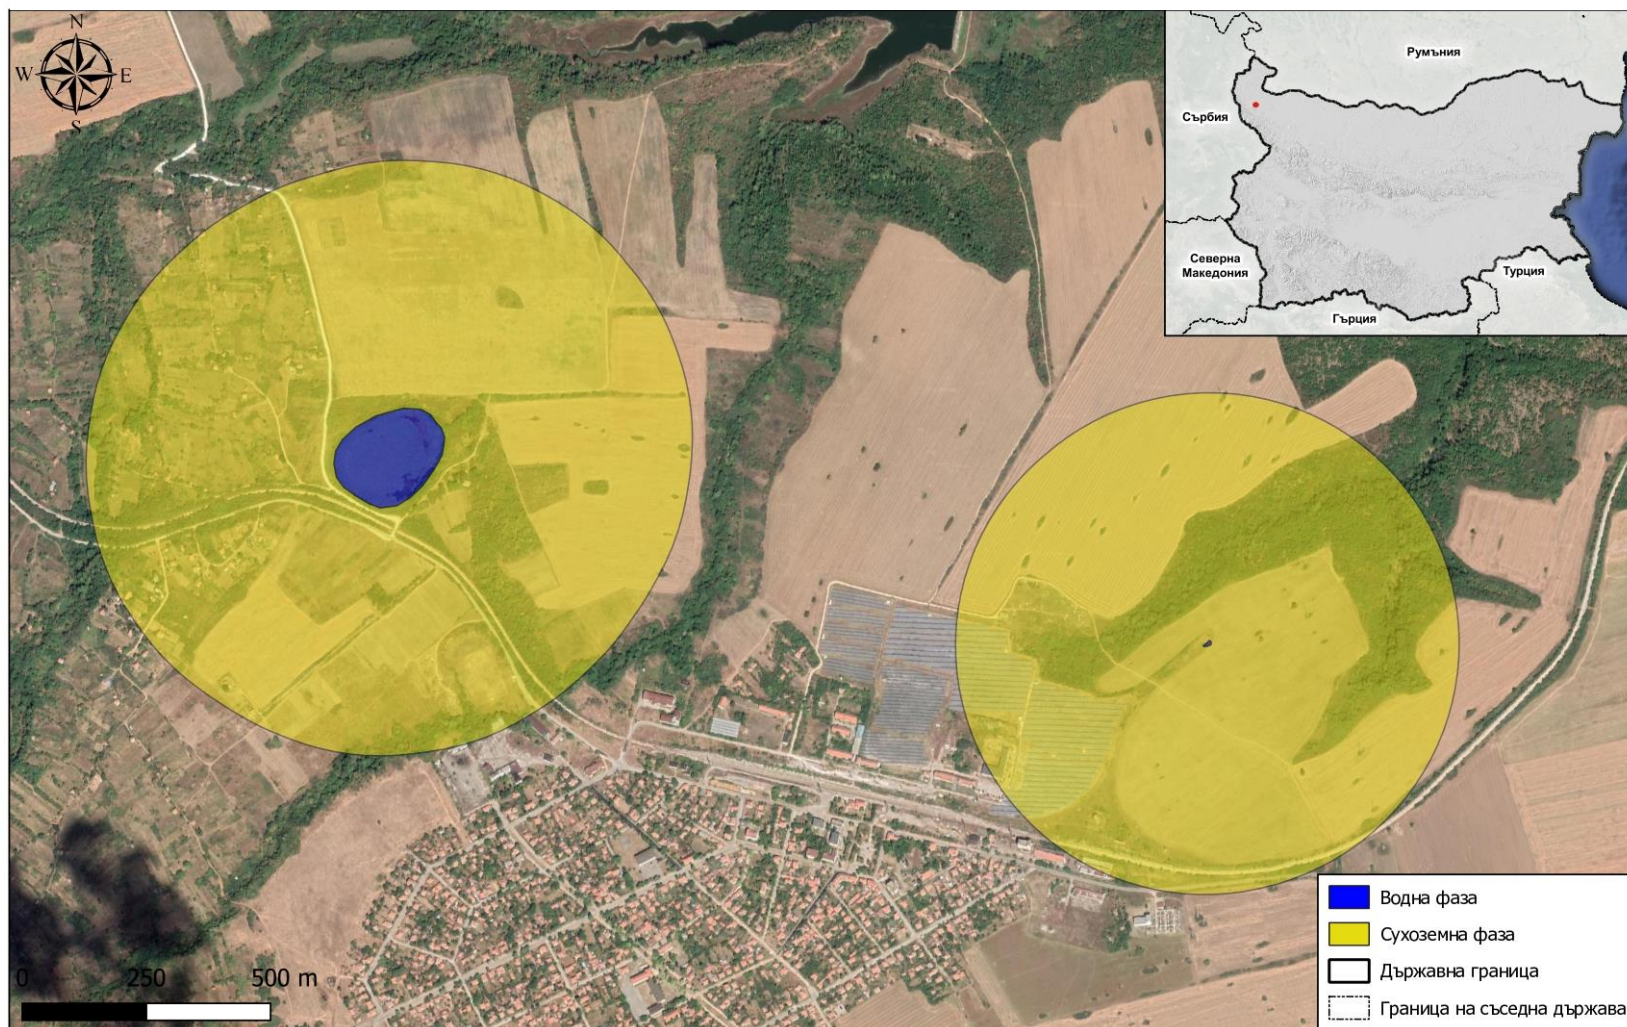 N
W E
S
Румъния
Сърбия
Северна
Македония
Турция
Гърция
Водна фаза
Сухоземна фаза
Държавна граница
Граница на съседна държава
0 250 500 m